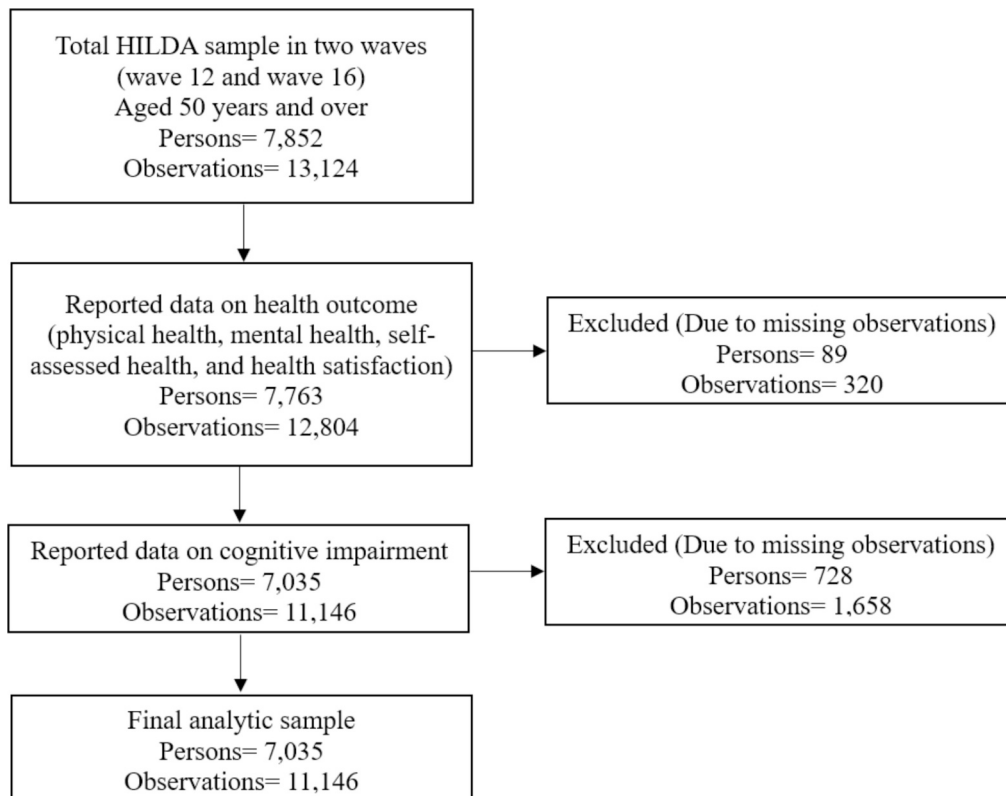 Total HILDA sample in two waves
(wave 12 and wave 16)
Aged 50 years and over
Persons= 7,852
Observations= 13,124
Reported data on health outcome
(physical health, mental health, self-
assessed health, and health satisfaction)
Persons= 7,763
Observations= 12,804
Excluded (Due to missing observations)
Persons= 89
Observations= 320
Reported data on cognitive impairment
Persons= 7,035
Observations= 11,146
Excluded (Due to missing observations)
Persons= 728
Observations= 1,658
Final analytic sample
Persons= 7,035
Observations= 11,146